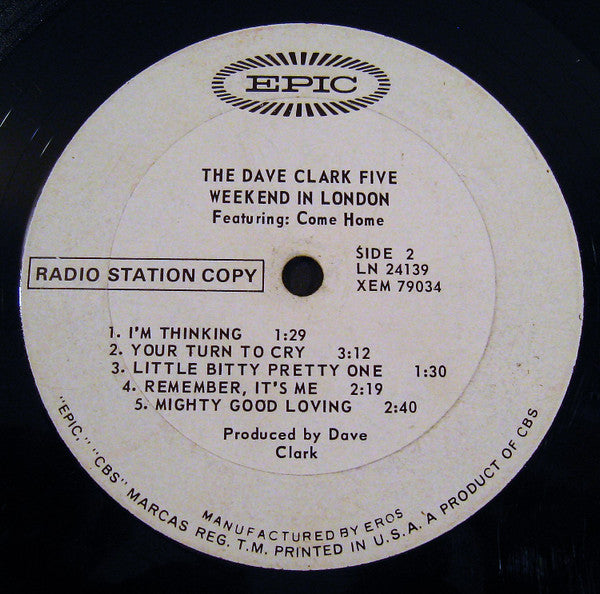 EPIC
THE DAVE CLARK FIVE
WEEKEND IN LONDON
Featuring: Come Home
RADIO STATION COPY
SIDE 2
LN 24139
XEM 79034
1. I'M THINKING 1:29
2. YOUR TURN TO CRY 3:12
3. LITTLE BITTY PRETTY ONE 1:30
4. REMEMBER, IT'S ME 2:19
5. MIGHTY GOOD LOVING 2:40
Produced by Dave
Clark
MANUFACTURED BY EROS
"EPIC," "CBS" MARCAS REG. T.M. PRINTED IN U.S.A. A PRODUCT OF CBS